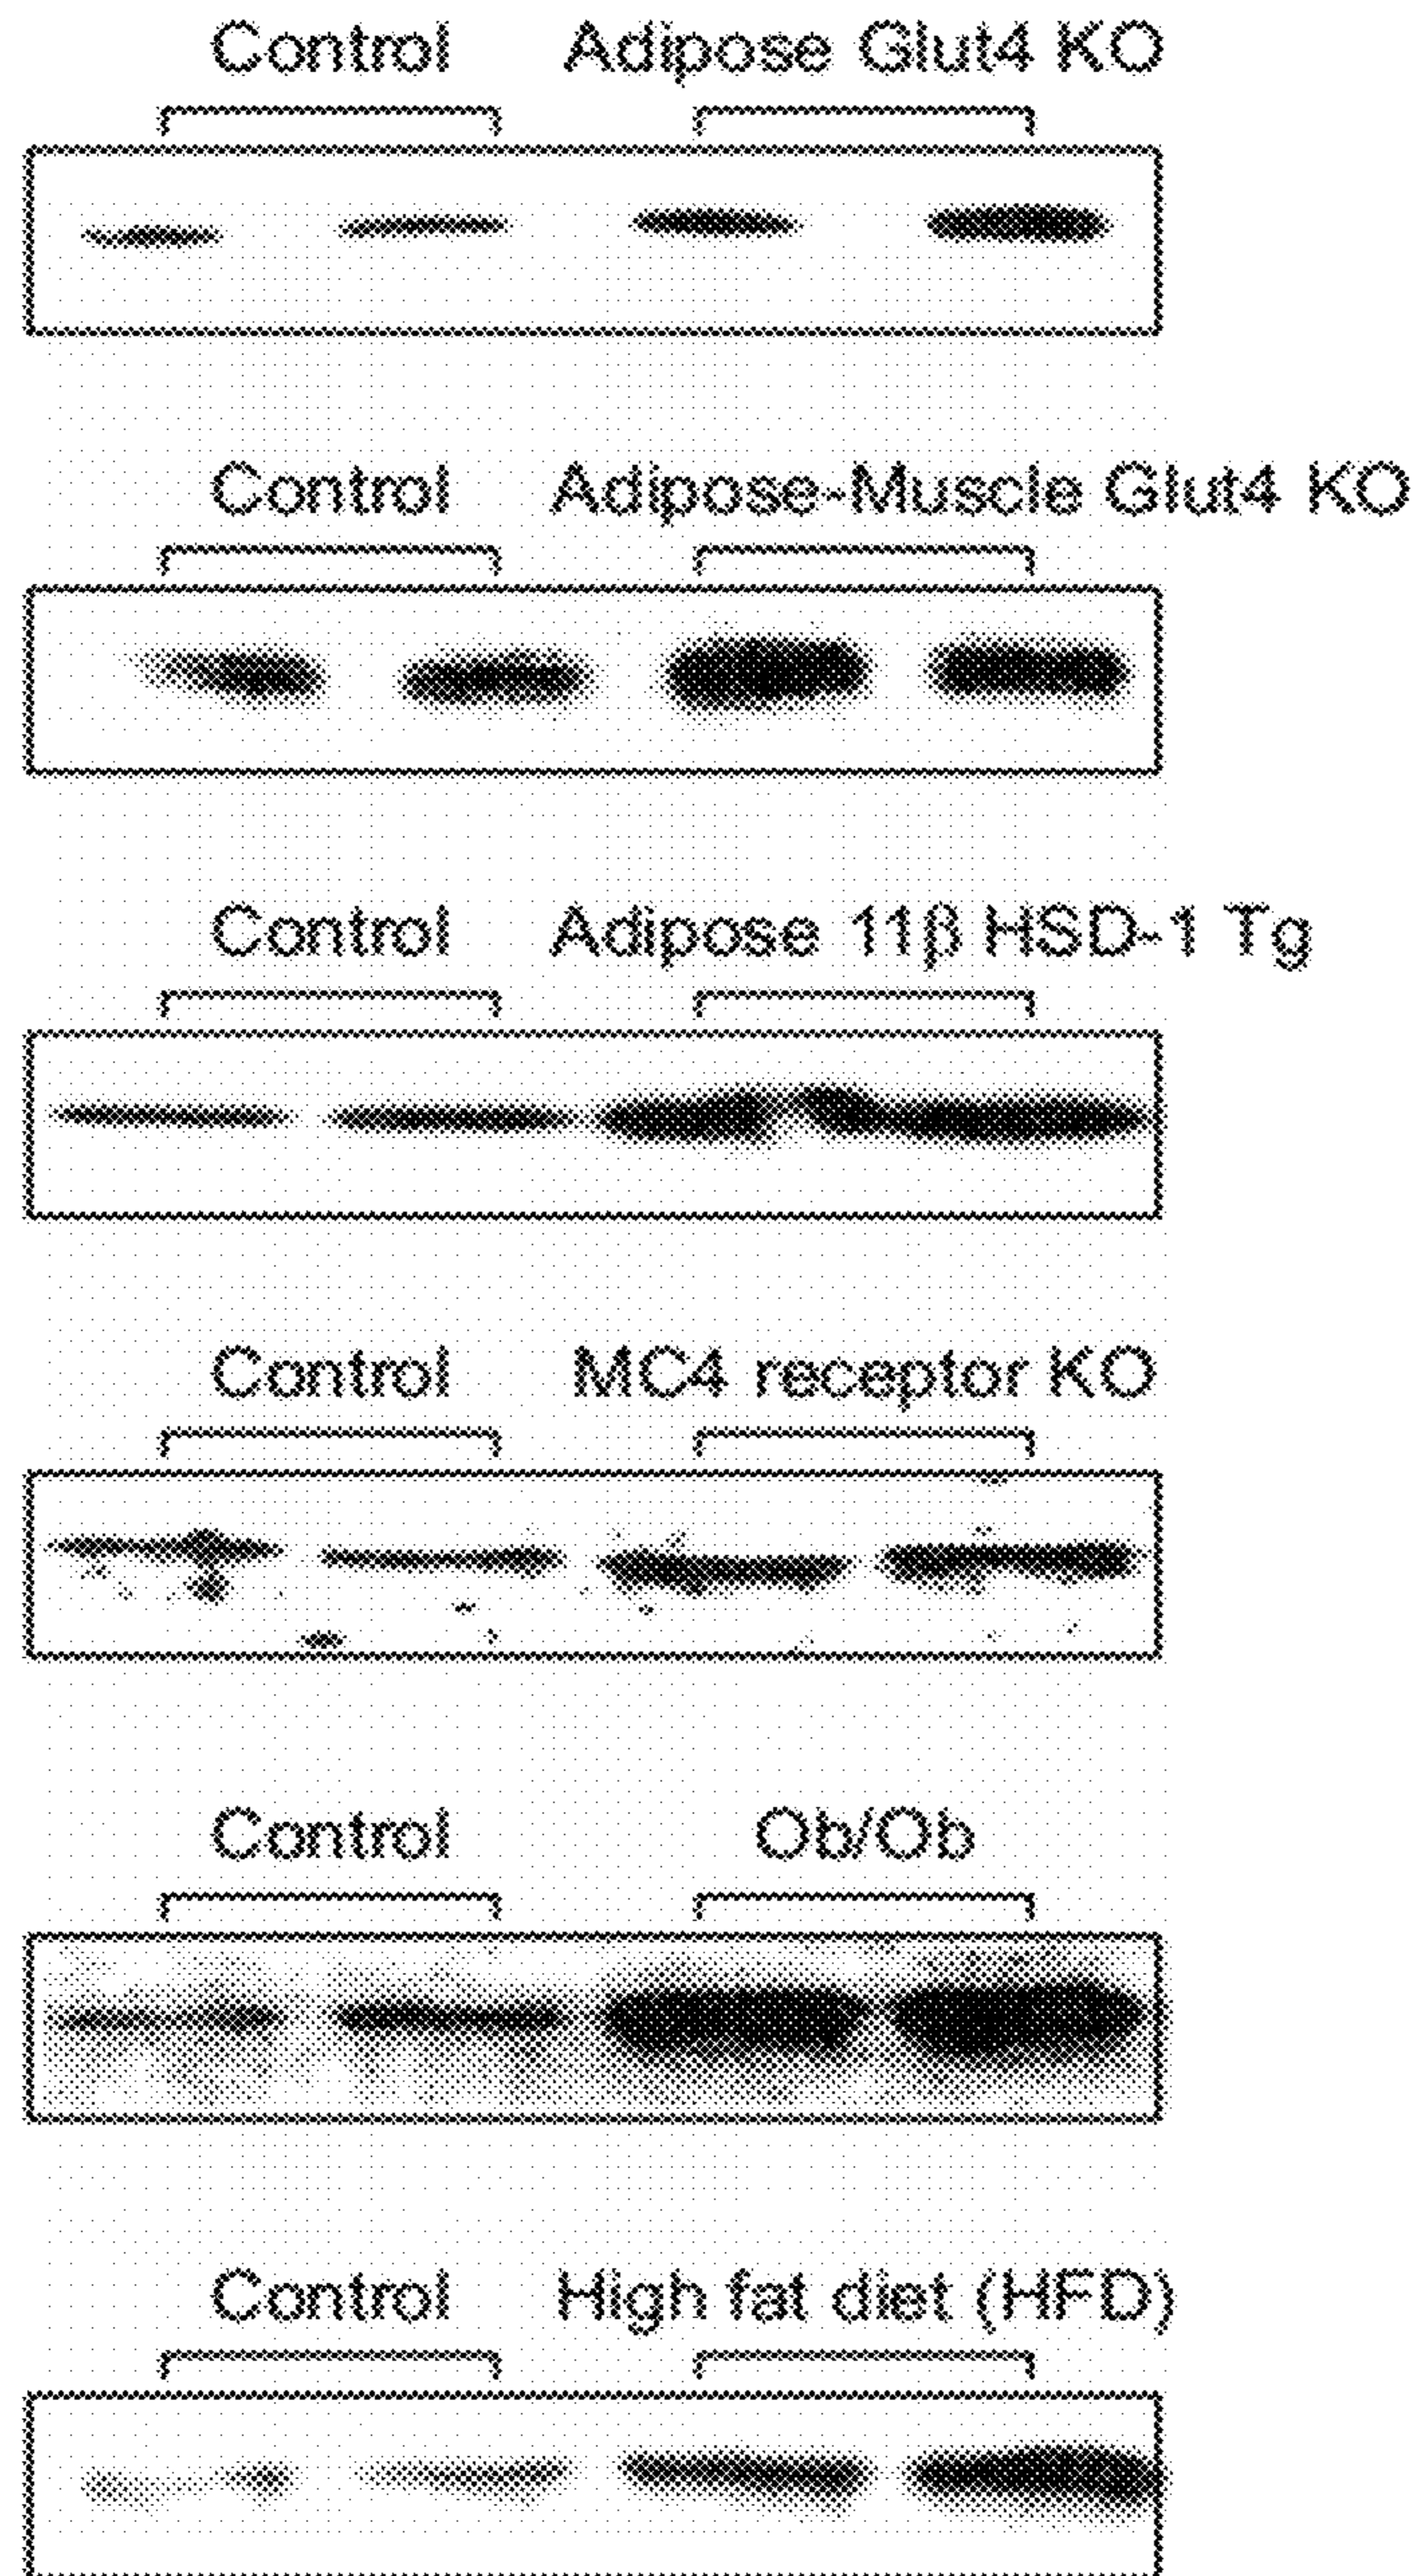 Control Adipose Glut4 KO
Control Adipose-Muscle Glut4 KO
Control Adipose 11β HSD-1 Tg
Control MC4 receptor KO
Control Ob/Ob
Control High fat diet (HFD)